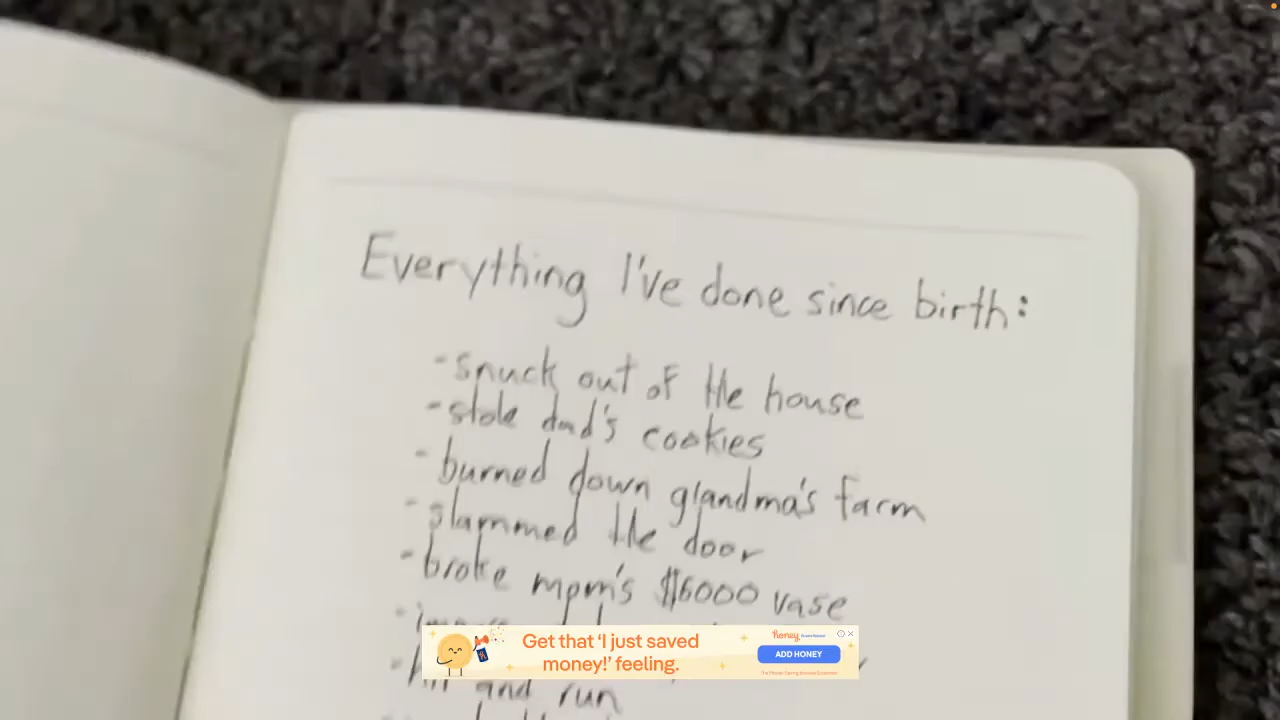 Everything I've done since birth:
-snuck out of the house
-stole dad's cookies
-burned down grandma's farm
-slammed the door
-broke mom's $6000 vase
Get that 'I just saved
money!' feeling.
honey
ADD HONEY
and run